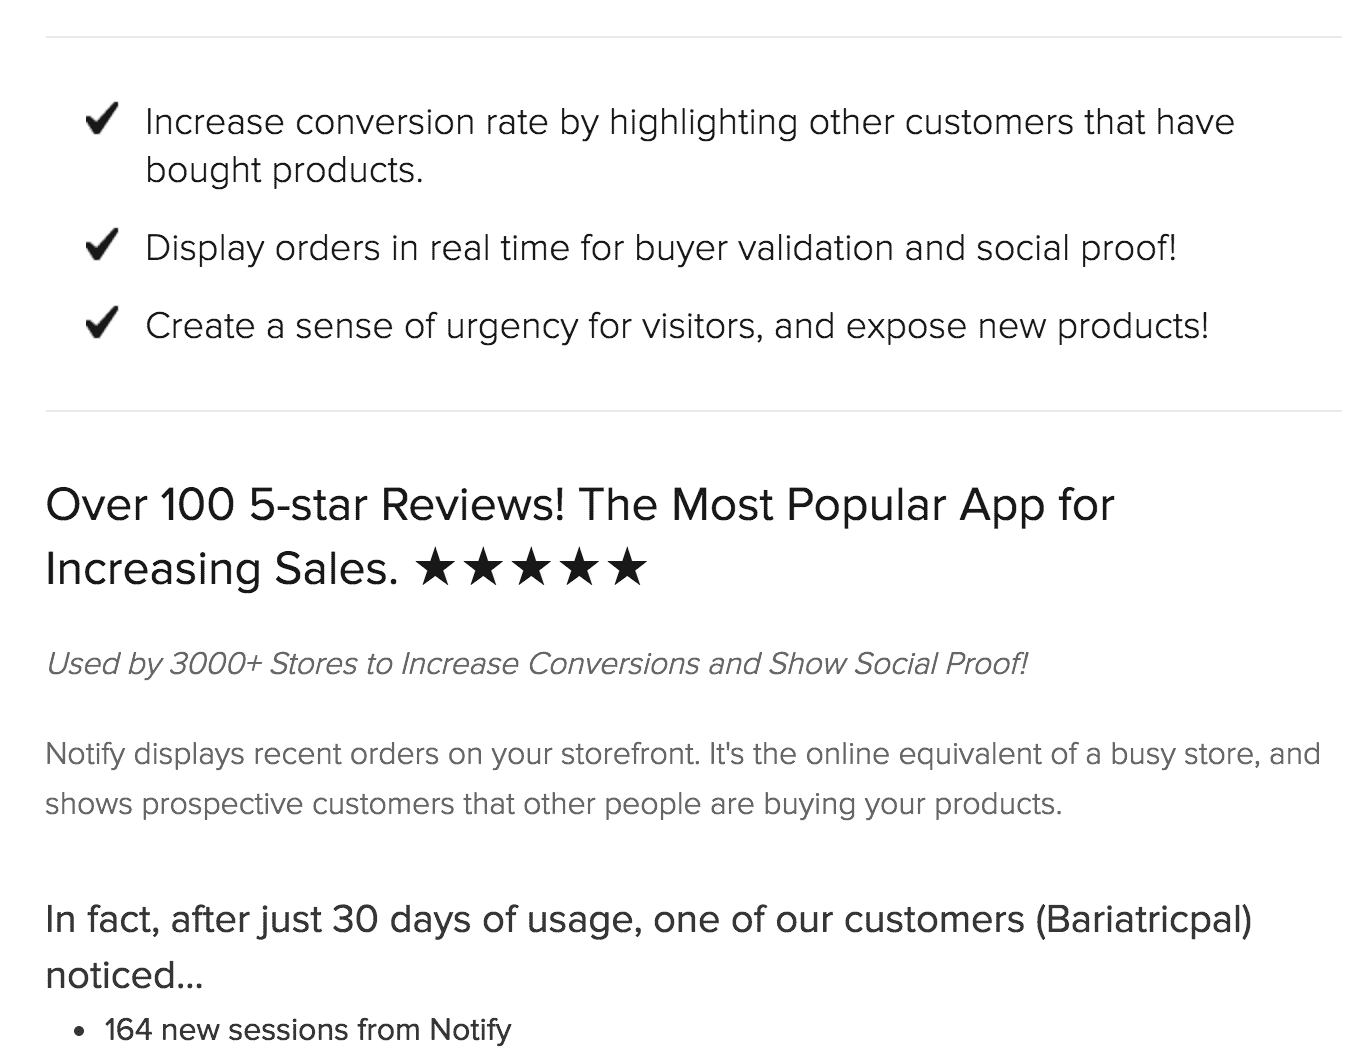 ✔ Increase conversion rate by highlighting other customers that have
bought products.
✔ Display orders in real time for buyer validation and social proof!
✔ Create a sense of urgency for visitors, and expose new products!
Over 100 5-star Reviews! The Most Popular App for
Increasing Sales. ★★★★★
Used by 3000+ Stores to Increase Conversions and Show Social Proof!
Notify displays recent orders on your storefront. It's the online equivalent of a busy store, and
shows prospective customers that other people are buying your products.
In fact, after just 30 days of usage, one of our customers (Bariatricpal)
noticed...
• 164 new sessions from Notify